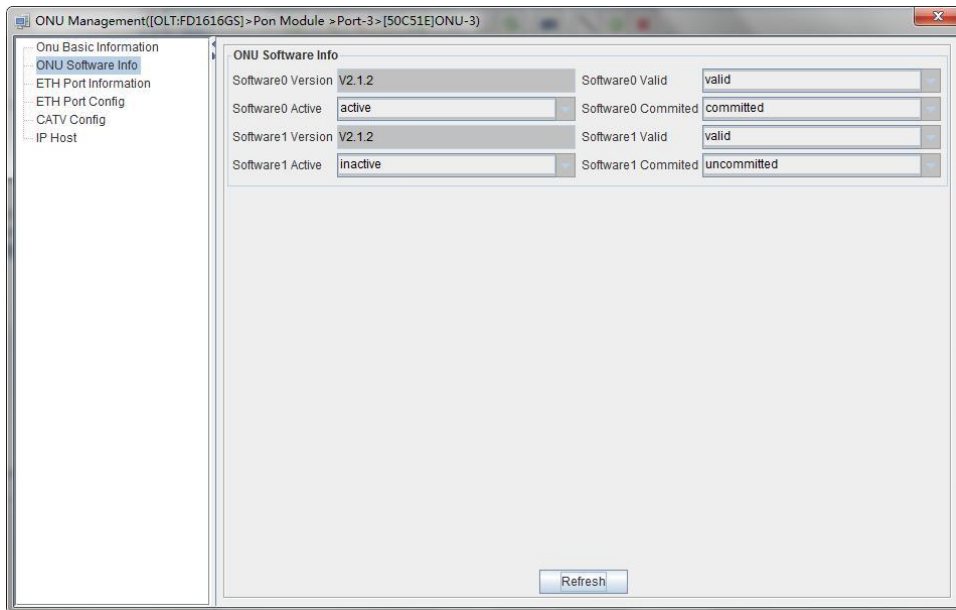 ONU Management([OLT:FD1616GS]>Pon Module >Port-3>[50C51E]ONU-3)
Onu Basic Information
ONU Software Info
ETH Port Information
ETH Port Config
CATV Config
IP Host
ONU Software Info
Software0 Version V2.1.2 Software0 Valid valid
Software0 Active active Software0 Commited committed
Software1 Version V2.1.2 Software1 Valid valid
Software1 Active inactive Software1 Commited uncommitted
Refresh